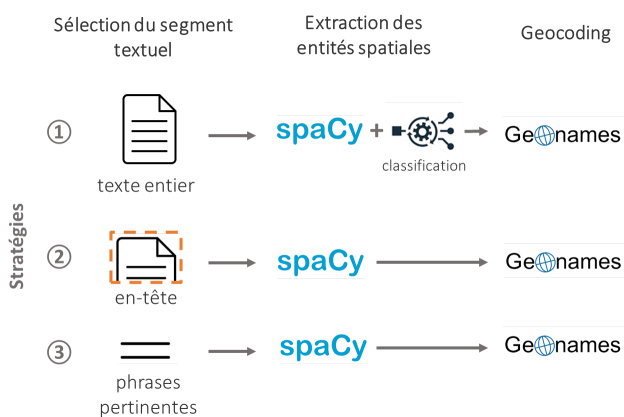 Sélection du segment
textuel
Extraction des
entités spatiales
Geocoding
Stratégies
1
texte entier
spaCy +
classification
GeoNames
2
en-tête
spaCy
GeoNames
3
phrases
pertinentes
spaCy
GeoNames